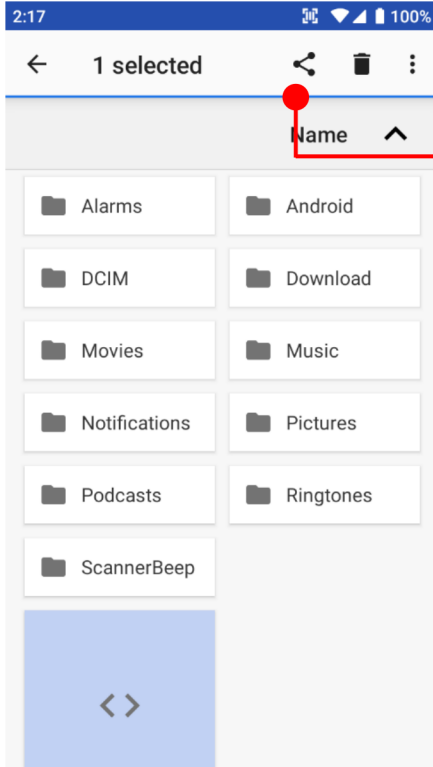 2:17 100%
1 selected
Name
Alarms Android
DCIM Download
Movies Music
Notifications Pictures
Podcasts Ringtones
ScannerBeep